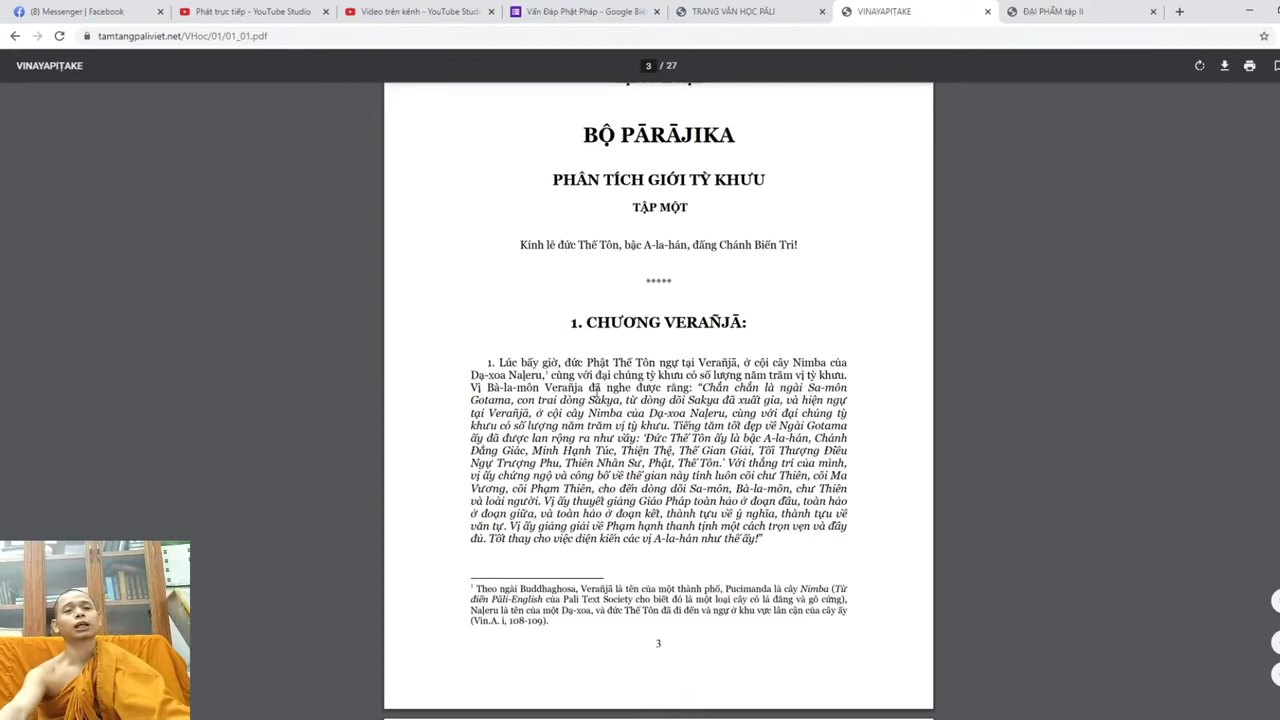 (8) Messenger | Facebook
Phát trực tiếp - YouTube Studio
Video trên kênh - YouTube Studio
Vấn Đáp Phật Pháp - Google Bi
TRANG VĂN HỌC PĀLI
VINAYAPIṬAKE
ĐẠI PHẨM tập II
tamtangpaliviet.net/VHoc/01/01_01.pdf
VINAYAPIṬAKE
3 / 27
BỘ PĀRĀJIKA
PHÂN TÍCH GIỚI TỲ KHƯU
TẬP MỘT
Kính lễ đức Thế Tôn, bậc A-la-hán, đấng Chánh Biến Tri!
*****
1. CHƯƠNG VERAÑJĀ:
1. Lúc bấy giờ, đức Phật Thế Tôn ngự tại Verañjā, ở cội cây Nimba của
Dạ-xoa Naḷeru,¹ cùng với đại chúng tỳ khưu có số lượng năm trăm vị tỳ khưu.
Vị Bà-la-môn Verañja đã nghe được rằng: “Chắn chắn là ngài Sa-môn
Gotama, con trai dòng Sakya, từ dòng dõi Sakya đã xuất gia, và hiện ngự
tại Verañjā, ở cội cây Nimba của Dạ-xoa Naḷeru, cùng với đại chúng tỳ
khưu có số lượng năm trăm vị tỳ khưu. Tiếng tăm tốt đẹp về Ngài Gotama
ấy đã được lan rộng ra như vầy: ‘Đức Thế Tôn ấy là bậc A-la-hán, Chánh
Đẳng Giác, Minh Hạnh Túc, Thiện Thệ, Thế Gian Giải, Tối Thượng Điều
Ngự Trượng Phu, Thiên Nhân Sư, Phật, Thế Tôn.’ Với thắng trí của mình,
vị ấy chứng ngộ và công bố về thế gian này tính luôn cõi chư Thiên, cõi Ma
Vương, cõi Phạm Thiên, cho đến dòng dõi Sa-môn, Bà-la-môn, chư Thiên
và loài người. Vị ấy thuyết giảng Giáo Pháp toàn hảo ở đoạn đầu, toàn hảo
ở đoạn giữa, và toàn hảo ở đoạn kết, thành tựu về ý nghĩa, thành tựu về
văn tự. Vị ấy giảng giải về Phạm hạnh thanh tịnh một cách trọn vẹn và đầy
đủ. Tốt thay cho việc diện kiến các vị A-la-hán như thế ấy!”
¹ Theo ngài Buddhaghosa, Verañjā là tên của một thành phố, Pucimanda là cây Nimba (Từ
điển Pāli-English của Pali Text Society cho biết đó là một loại cây có lá đắng và gỗ cứng),
Naḷeru là tên của một Dạ-xoa, và đức Thế Tôn đã đi đến và ngự ở khu vực lân cận của cây ấy
(Vin.A. i, 108-109).
3